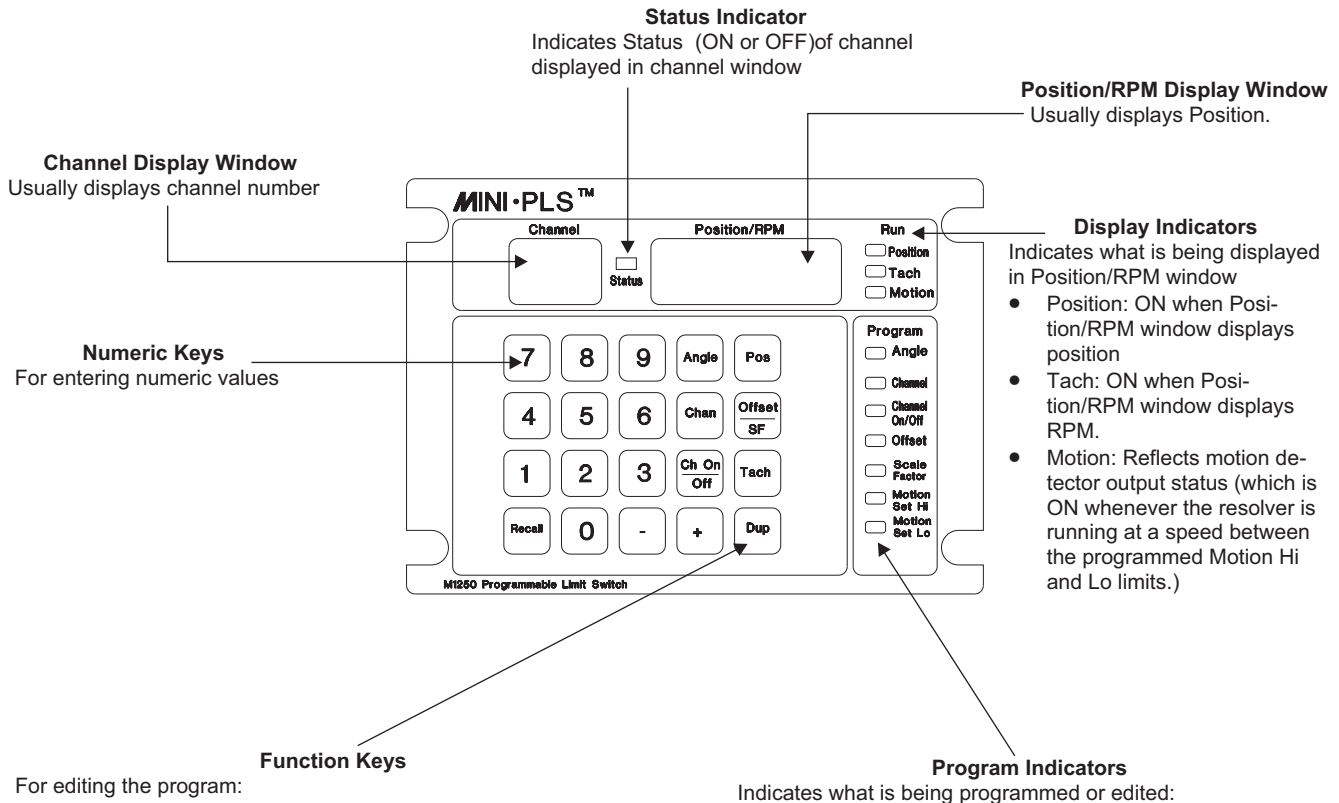 Status Indicator
Indicates Status (ON or OFF)of channel
displayed in channel window
Position/RPM Display Window
Usually displays Position.
Channel Display Window
Usually displays channel number
MINI•PLS™
Channel
Position/RPM
Run
Status
Position
Tach
Motion
Display Indicators
Indicates what is being displayed
in Position/RPM window
• Position: ON when Posi-
tion/RPM window displays
position
• Tach: ON when Posi-
tion/RPM window displays
RPM.
• Motion: Reflects motion de-
tector output status (which is
ON whenever the resolver is
running at a speed between
the programmed Motion Hi
and Lo limits.)
Numeric Keys
For entering numeric values
7 8 9 Angle Pos
4 5 6 Chan Offset
SF
1 2 3 Ch On
Off Tach
Recall 0 - + Dup
Program
Angle
Channel
Channel
On/Off
Offset
Scale
Factor
Motion
Set Hi
Motion
Set Lo
M1250 Programmable Limit Switch
Function Keys
For editing the program:
Program Indicators
Indicates what is being programmed or edited: